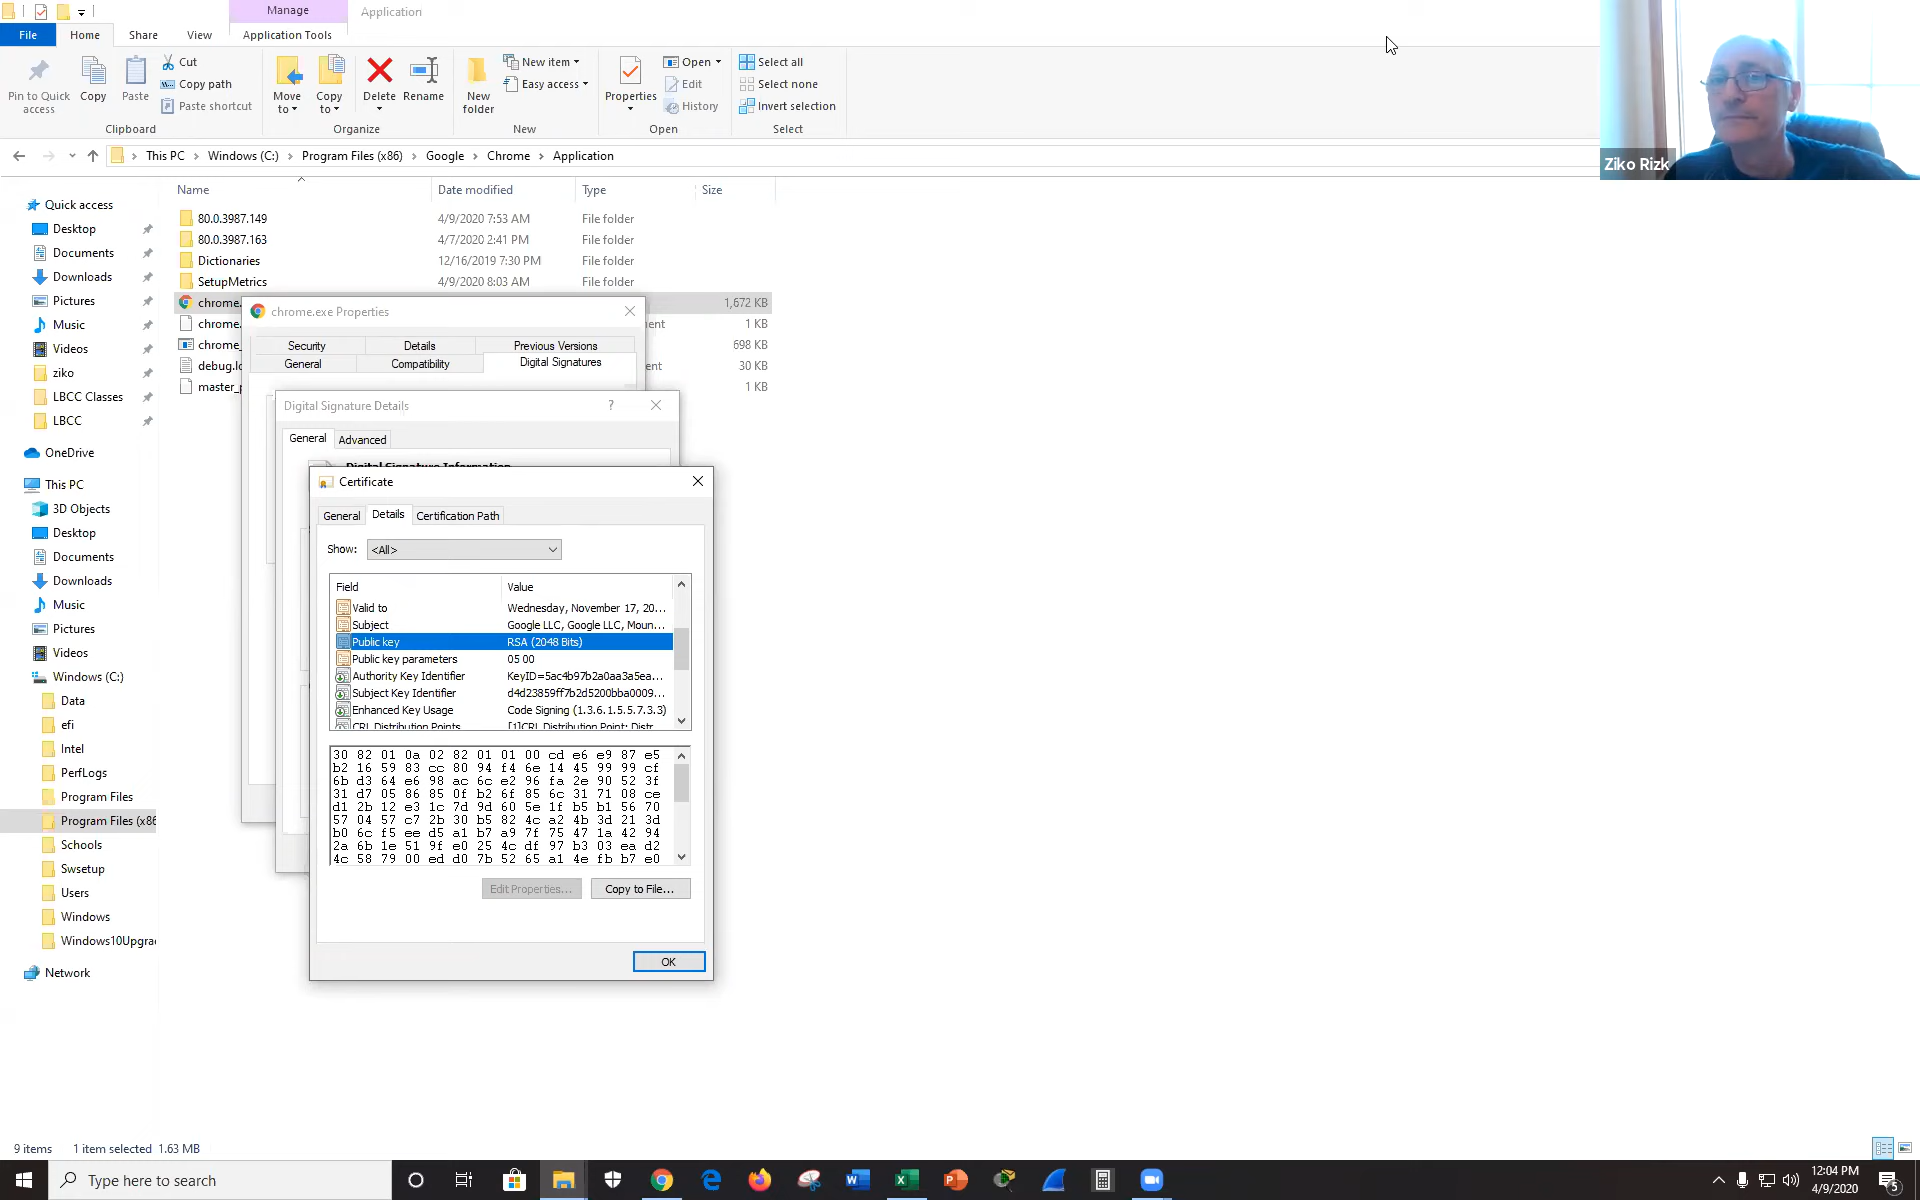 Manage
Application
File
Home
Share
View
Application Tools
Pin to Quick access
Copy
Paste
Cut
Copy path
Paste shortcut
Clipboard
Move to
Copy to
Delete
Rename
Organize
New folder
New item
Easy access
New
Properties
Open
Edit
History
Open
Select all
Select none
Invert selection
Select
Ziko Rizk
This PC > Windows (C:) > Program Files (x86) > Google > Chrome > Application
Name Date modified Type Size
80.0.3987.149 4/9/2020 7:53 AM File folder
80.0.3987.163 4/7/2020 2:41 PM File folder
Dictionaries 12/16/2019 7:30 PM File folder
SetupMetrics 4/9/2020 8:03 AM File folder
chrome. 1,672 KB
chrome. 1 KB
chrome_ 698 KB
30 KB
1 KB
Quick access
Desktop
Documents
Downloads
Pictures
Music
Videos
ziko
LBCC Classes
LBCC
OneDrive
This PC
3D Objects
Desktop
Documents
Downloads
Music
Pictures
Videos
Windows (C:)
Data
efi
Intel
PerfLogs
Program Files
Program Files (x86
Schools
Swsetup
Users
Windows
Windows10Upgra
Network
chrome.exe Properties
Security Details Previous Versions
General Compatibility Digital Signatures
Digital Signature Details ?
General Advanced
Digital Signature Information
Certificate
General Details Certification Path
Show: <All>
Field Value
Valid to Wednesday, November 17, 20...
Subject Google LLC, Google LLC, Moun...
Public key RSA (2048 Bits)
Public key parameters 05 00
Authority Key Identifier KeyID=5ac4b97b2a0aa3a5ea...
Subject Key Identifier d4d23859ff7b2d5200bba0009...
Enhanced Key Usage Code Signing (1.3.6.1.5.5.7.3.3)
CRL Distribution Points [1]CRL Distribution Point: Distr
30 82 01 0a 02 82 01 01 00 cd e6 e9 87 e5
b2 16 59 83 cc 80 94 f4 6e 14 45 99 99 cf
6b d3 64 e6 98 ac 6c e2 96 fa 2e 90 52 3f
31 d7 05 86 85 0f b2 6f 85 6c 31 71 08 ce
d1 2b 12 e3 1c 7d 9d 60 5e 1f b5 b1 56 70
57 04 57 c7 2b 30 b5 82 4c a2 4b 3d 21 3d
b0 6c f5 ee d5 a1 b7 a9 7f 75 47 1a 42 94
2a 6b 1e 51 9f e0 25 4c df 97 b3 03 ea d2
4c 58 79 00 ed d0 7b 52 65 a1 4e fb b7 e0
Edit Properties...
Copy to File...
OK
9 items 1 item selected 1.63 MB
Type here to search
12:04 PM
4/9/2020
5